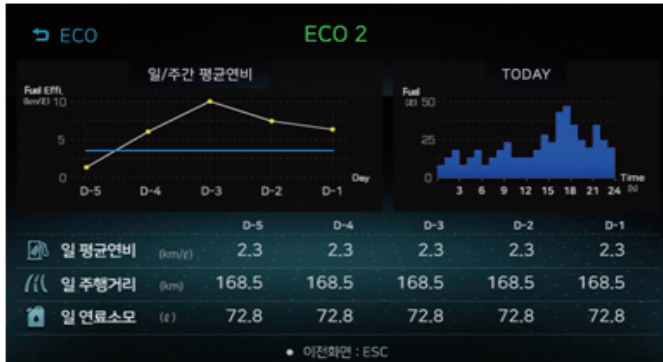 ECO
ECO 2
일/주간 평균연비
Fuel Effi.
(km/ℓ) 10
5
0
D-5 D-4 D-3 D-2 D-1
Day
TODAY
Fuel
(ℓ) 50
25
0
3 6 9 12 15 18 21 24
Time
(h)
D-5 D-4 D-3 D-2 D-1
일 평균연비 (km/ℓ) 2.3 2.3 2.3 2.3 2.3
일 주행거리 (km) 168.5 168.5 168.5 168.5 168.5
일 연료소모 (ℓ) 72.8 72.8 72.8 72.8 72.8
• 이전화면 : ESC